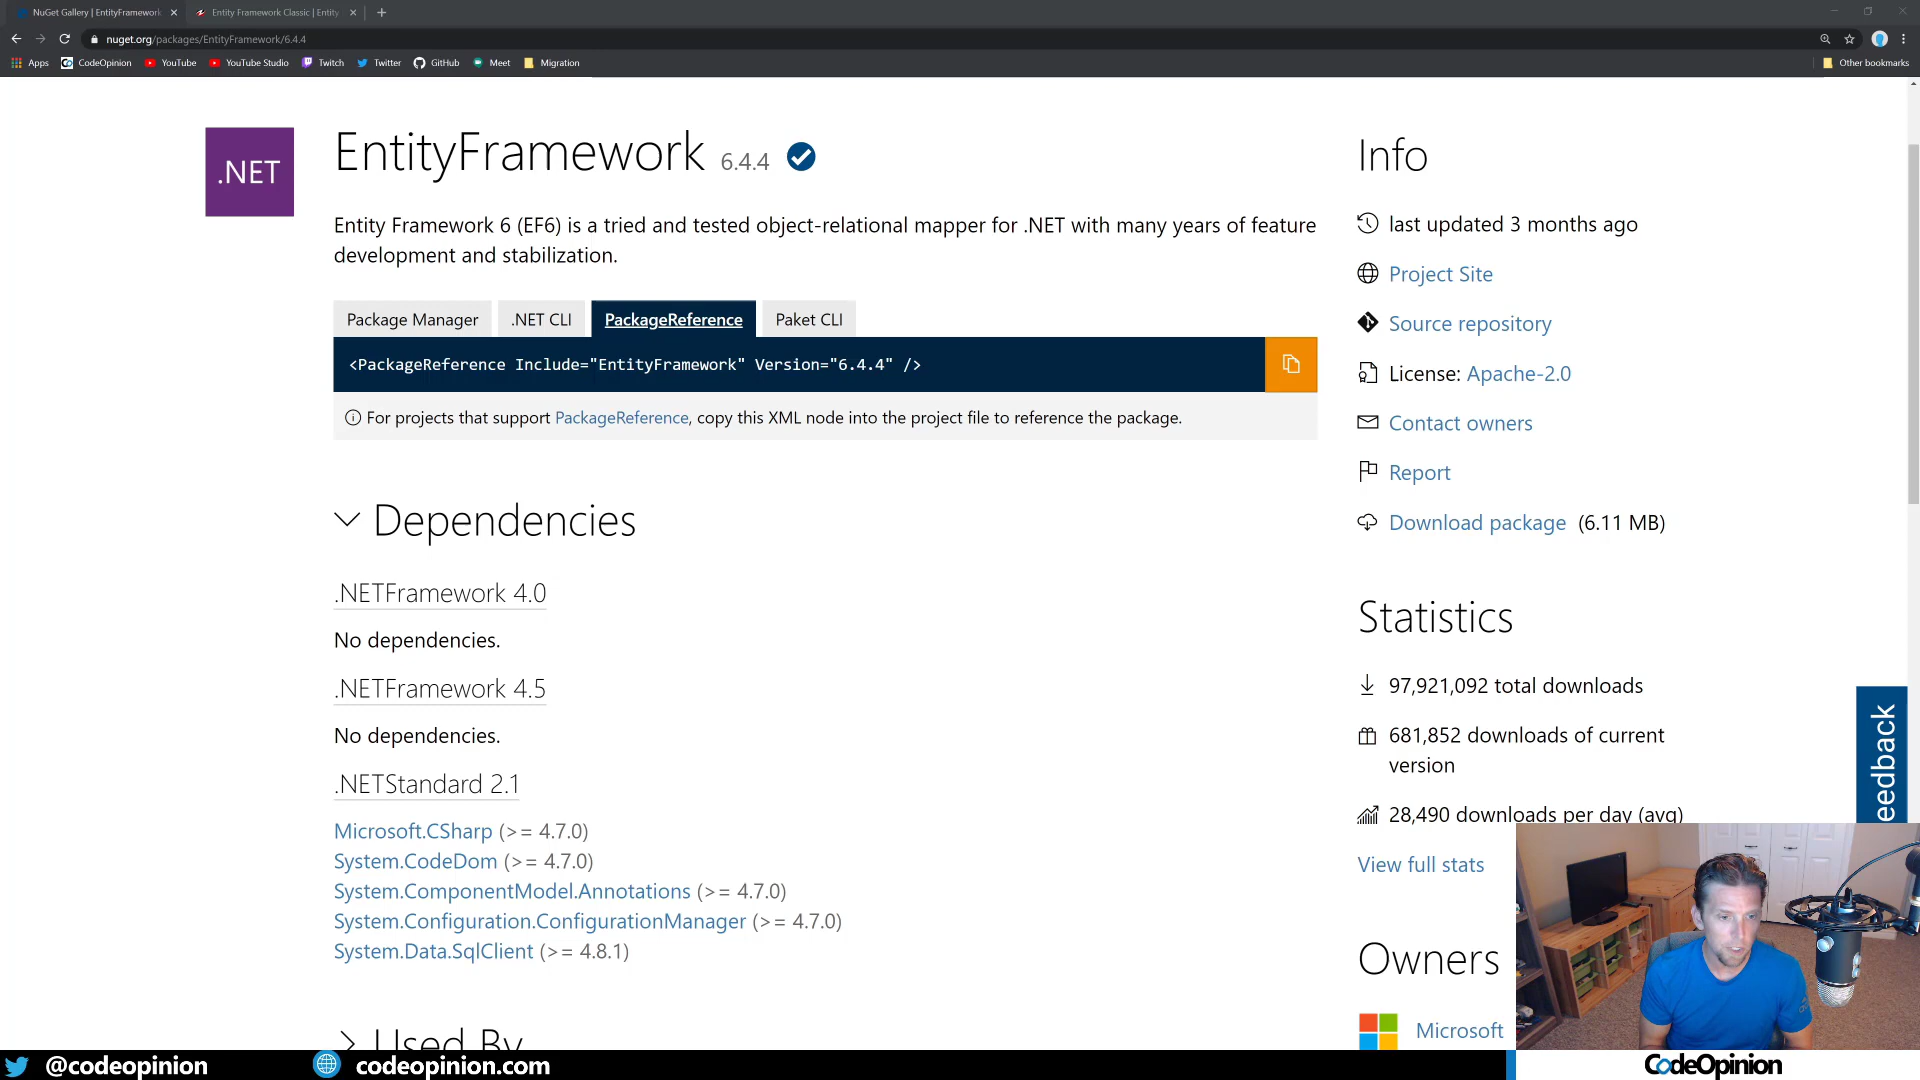 NuGet Gallery | EntityFramework
Entity Framework Classic | Entity
nuget.org/packages/EntityFramework/6.4.4
Apps
CodeOpinion
YouTube
YouTube Studio
Twitch
Twitter
GitHub
Meet
Migration
Other bookmarks
.NET
EntityFramework 6.4.4
Entity Framework 6 (EF6) is a tried and tested object-relational mapper for .NET with many years of feature
development and stabilization.
Package Manager
.NET CLI
PackageReference
Paket CLI
<PackageReference Include="EntityFramework" Version="6.4.4" />
For projects that support PackageReference, copy this XML node into the project file to reference the package.
Dependencies
.NETFramework 4.0
No dependencies.
.NETFramework 4.5
No dependencies.
.NETStandard 2.1
Microsoft.CSharp (>= 4.7.0)
System.CodeDom (>= 4.7.0)
System.ComponentModel.Annotations (>= 4.7.0)
System.Configuration.ConfigurationManager (>= 4.7.0)
System.Data.SqlClient (>= 4.8.1)
Used By
Info
last updated 3 months ago
Project Site
Source repository
License: Apache-2.0
Contact owners
Report
Download package (6.11 MB)
Statistics
97,921,092 total downloads
681,852 downloads of current
version
28,490 downloads per day (avg)
View full stats
Owners
Microsoft
eedback
@codeopinion
codeopinion.com
CodeOpinion